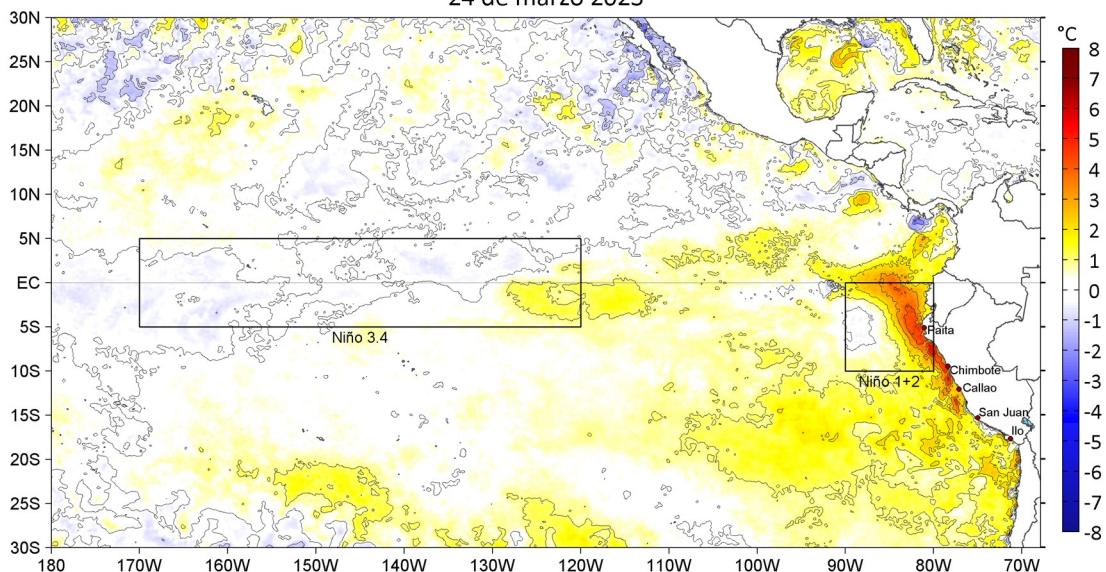 24 de marzo 2023
30N
25N
20N
15N
10N
5N
EC
5S
10S
15S
20S
25S
30S
180 170W 160W 150W 140W 130W 120W 110W 100W 90W 80W 70W
Niño 3.4
Niño 1+2
Paita
Chimbote
Callao
San Juan
Ilo
°C
8
7
6
5
4
3
2
1
0
-1
-2
-3
-4
-5
-6
-7
-8